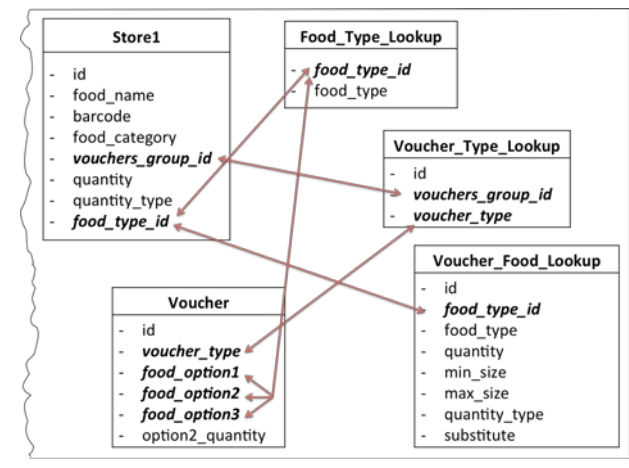 Store1
- id
- food_name
- barcode
- food_category
- vouchers_group_id
- quantity
- quantity_type
- food_type_id
Food_Type_Lookup
- food_type_id
- food_type
Voucher_Type_Lookup
- id
- vouchers_group_id
- voucher_type
Voucher
- id
- voucher_type
- food_option1
- food_option2
- food_option3
- option2_quantity
Voucher_Food_Lookup
- id
- food_type_id
- food_type
- quantity
- min_size
- max_size
- quantity_type
- substitute